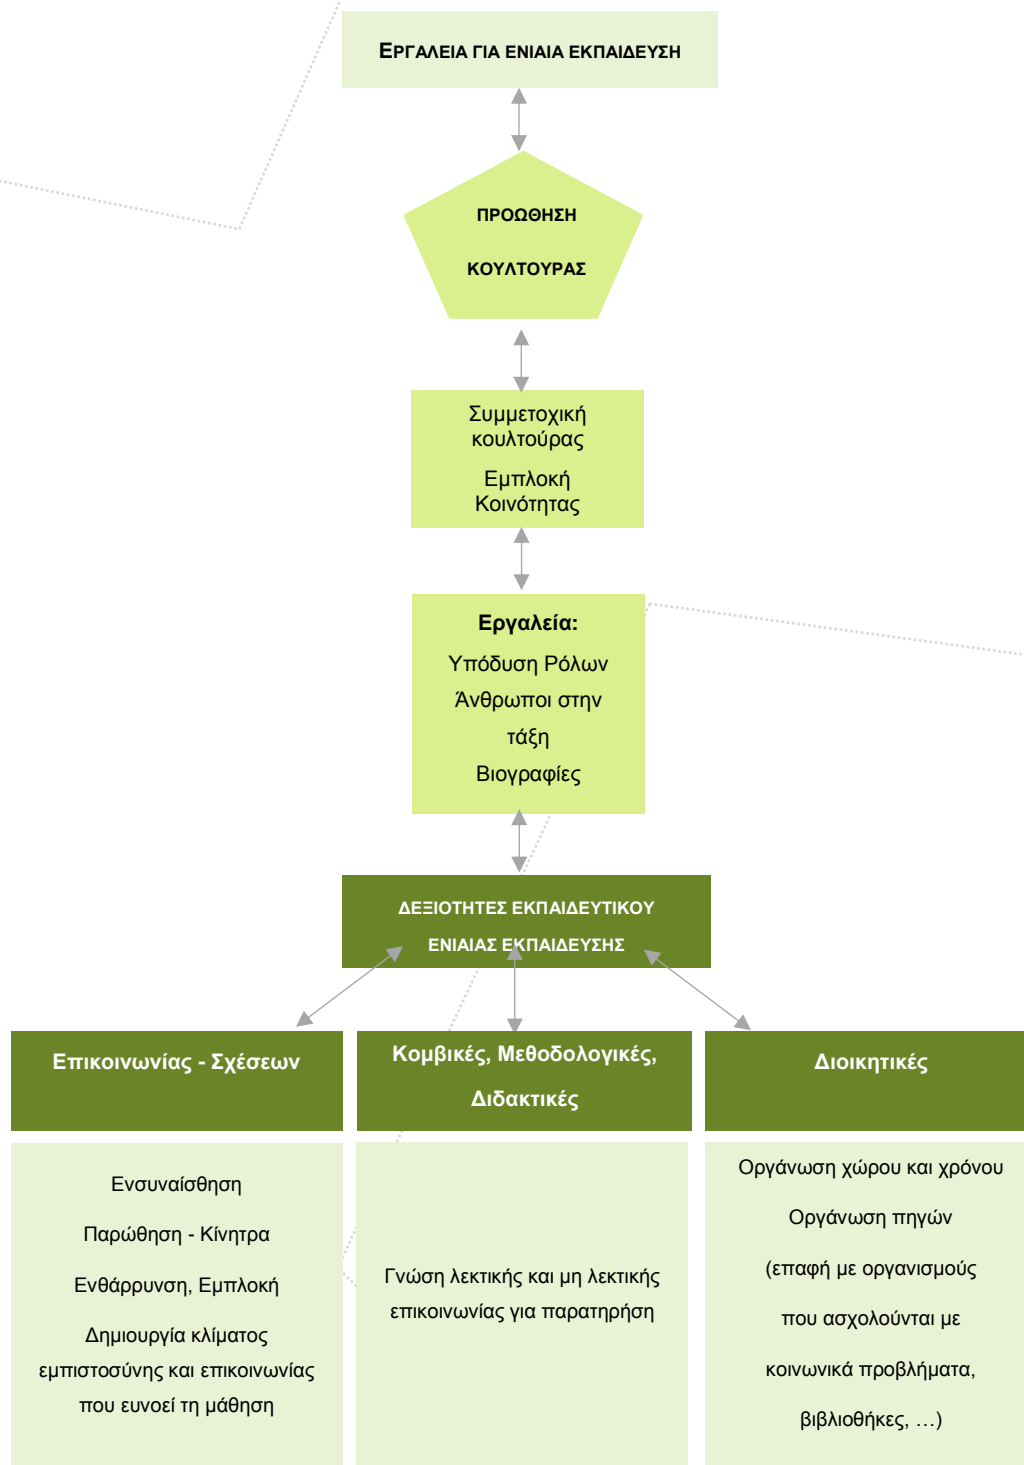 ΕΡΓΑΛΕΙΑ ΓΙΑ ΕΝΙΑΙΑ ΕΚΠΑΙΔΕΥΣΗ
ΠΡΟΩΘΗΣΗ
ΚΟΥΛΤΟΥΡΑΣ
Συμμετοχική
κουλτούρας
Εμπλοκή
Κοινότητας
Εργαλεία:
Υπόδυση Ρόλων
Άνθρωποι στην
τάξη
Βιογραφίες
ΔΕΞΙΟΤΗΤΕΣ ΕΚΠΑΙΔΕΥΤΙΚΟΥ
ΕΝΙΑΙΑΣ ΕΚΠΑΙΔΕΥΣΗΣ
Επικοινωνίας - Σχέσεων
Ενσυναίσθηση
Παρώθηση - Κίνητρα
Ενθάρρυνση, Εμπλοκή
Δημιουργία κλίματος
εμπιστοσύνης και επικοινωνίας
που ευνοεί τη μάθηση
Κομβικές, Μεθοδολογικές,
Διδακτικές
Γνώση λεκτικής και μη λεκτικής
επικοινωνίας για παρατηρήση
Διοικητικές
Οργάνωση χώρου και χρόνου
Οργάνωση πηγών
(επαφή με οργανισμούς
που ασχολούνται με
κοινωνικά προβλήματα,
βιβλιοθήκες, …)